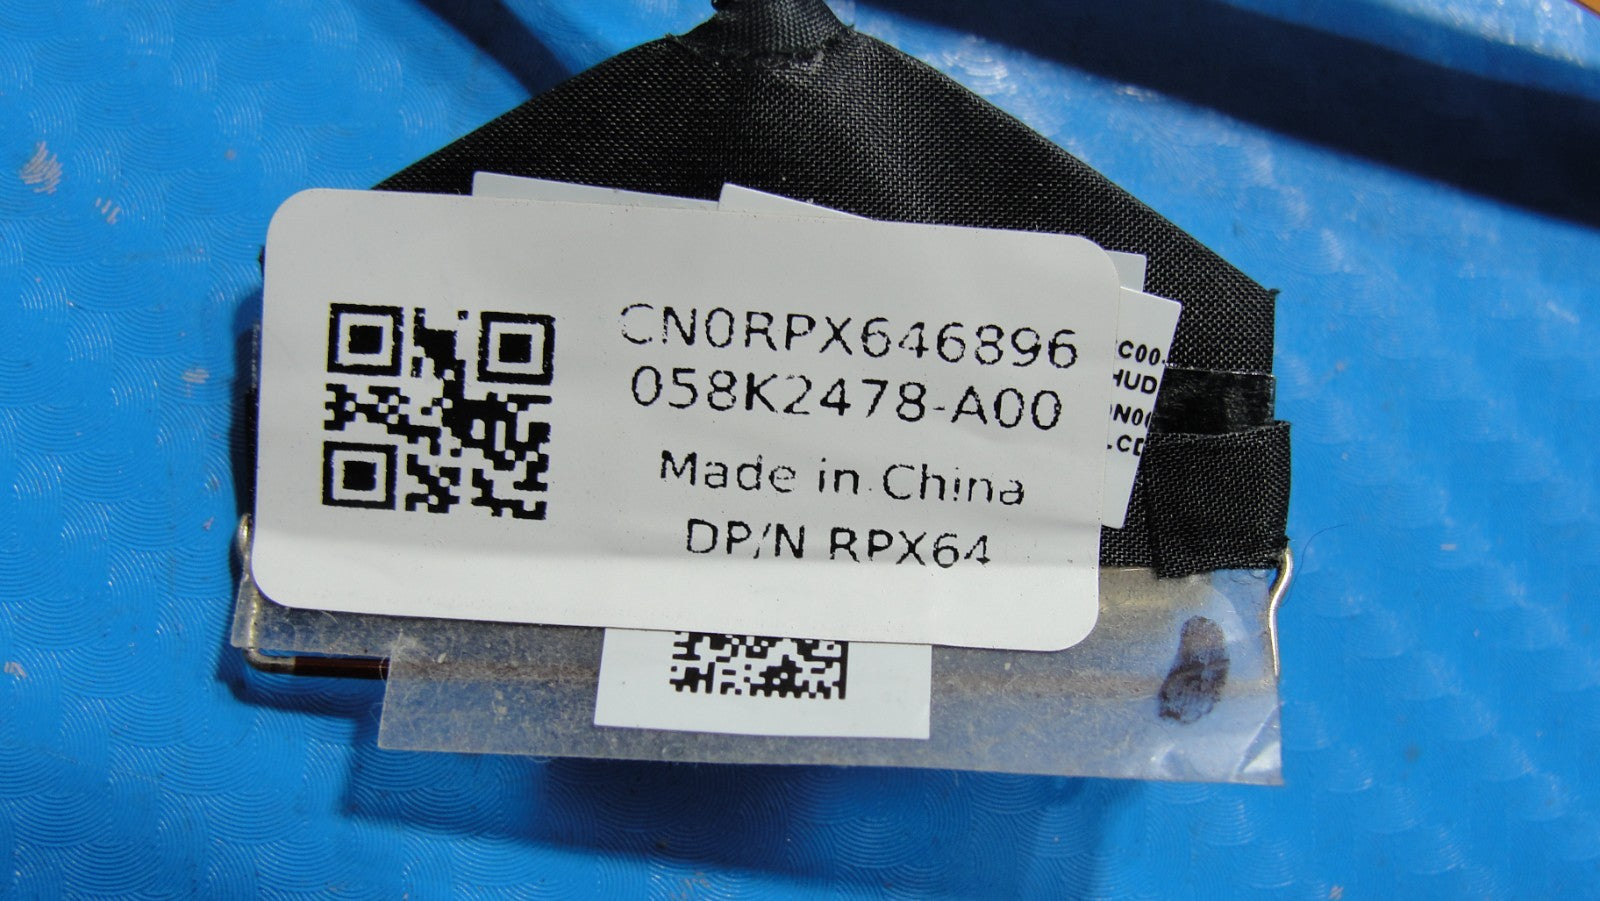 CN0RPX646896
058K2478-A00
Made in China
DP/N RPX64